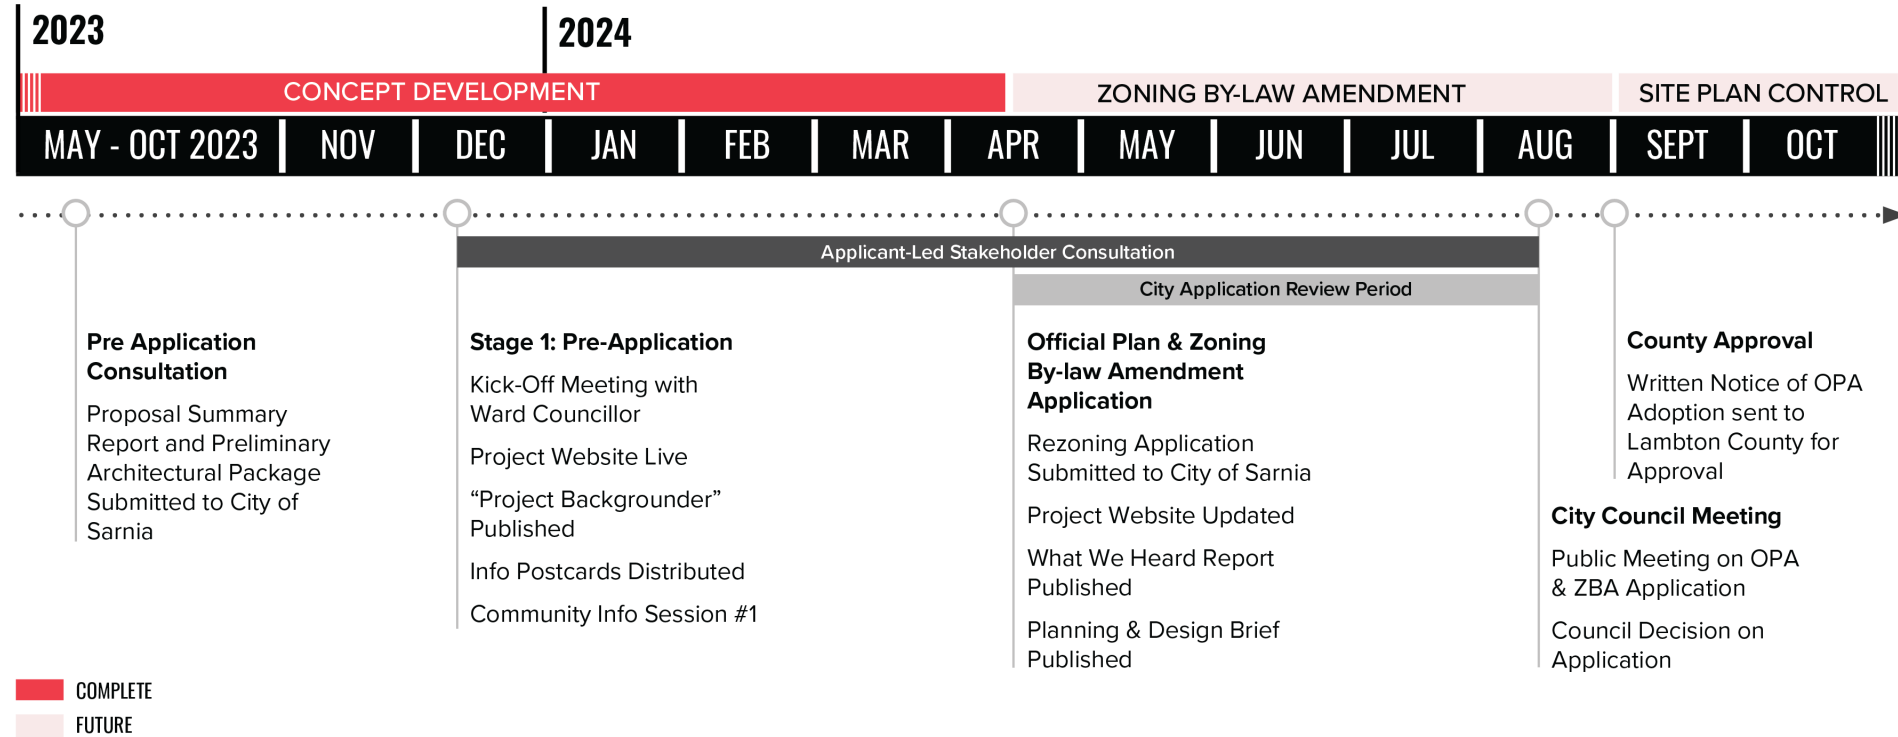 2023
2024
CONCEPT DEVELOPMENT
ZONING BY-LAW AMENDMENT
SITE PLAN CONTROL
MAY - OCT 2023
NOV
DEC
JAN
FEB
MAR
APR
MAY
JUN
JUL
AUG
SEPT
OCT
Applicant-Led Stakeholder Consultation
City Application Review Period
Pre Application
Consultation
Proposal Summary
Report and Preliminary
Architectural Package
Submitted to City of
Sarnia
Stage 1: Pre-Application
Kick-Off Meeting with
Ward Councillor
Project Website Live
“Project Backgrounder”
Published
Info Postcards Distributed
Community Info Session #1
Official Plan & Zoning
By-law Amendment
Application
Rezoning Application
Submitted to City of Sarnia
Project Website Updated
What We Heard Report
Published
Planning & Design Brief
Published
County Approval
Written Notice of OPA
Adoption sent to
Lambton County for
Approval
City Council Meeting
Public Meeting on OPA
& ZBA Application
Council Decision on
Application
COMPLETE
FUTURE